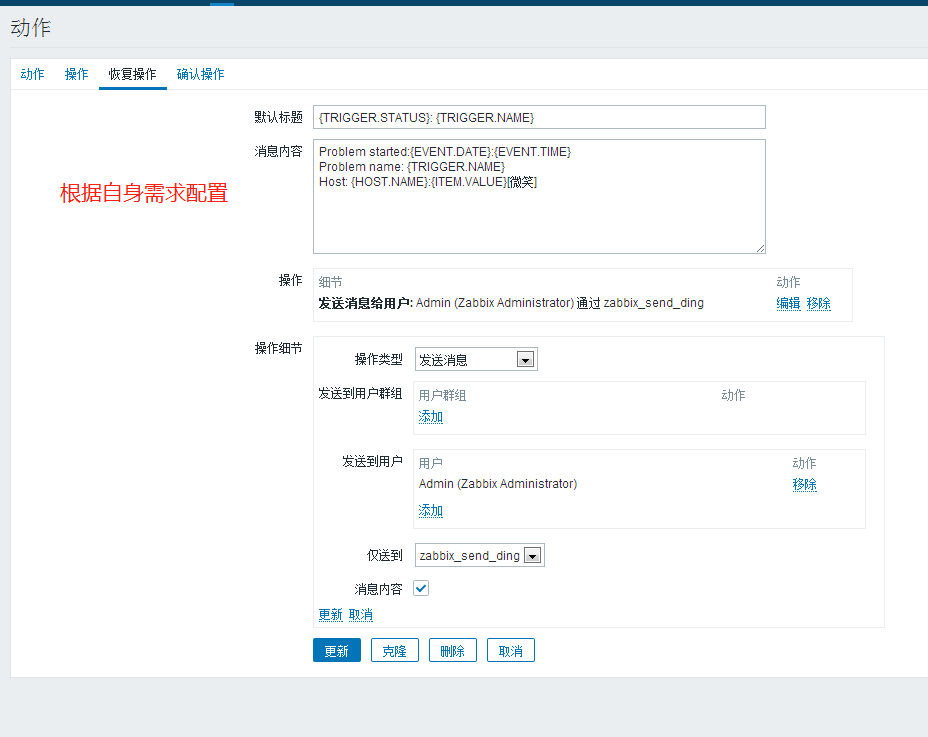 动作
动作 操作 恢复操作 确认操作
默认标题 {TRIGGER.STATUS}: {TRIGGER.NAME}
消息内容 Problem started:{EVENT.DATE}:{EVENT.TIME}
Problem name: {TRIGGER.NAME}
Host: {HOST.NAME}:{ITEM.VALUE}[微笑]
根据自身需求配置
操作 细节 动作
发送消息给用户: Admin (Zabbix Administrator) 通过 zabbix_send_ding 编辑 移除
操作细节
操作类型 发送消息
发送到用户群组 用户群组 动作
添加
发送到用户 用户 动作
Admin (Zabbix Administrator) 移除
添加
仅送到 zabbix_send_ding
消息内容
更新 取消
更新 克隆 删除 取消